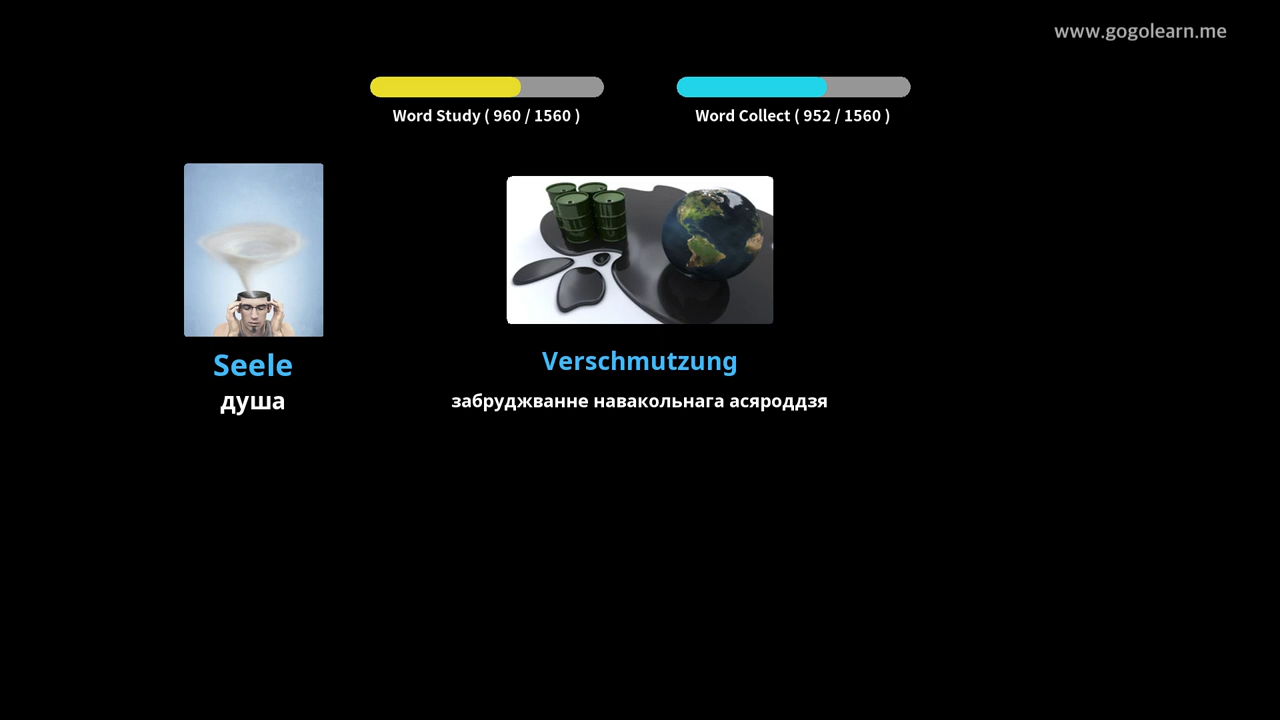 www.gogolearn.me
Word Study ( 960 / 1560 )
Word Collect ( 952 / 1560 )
Seele
душа
Verschmutzung
забруджванне навакольнага асяроддзя